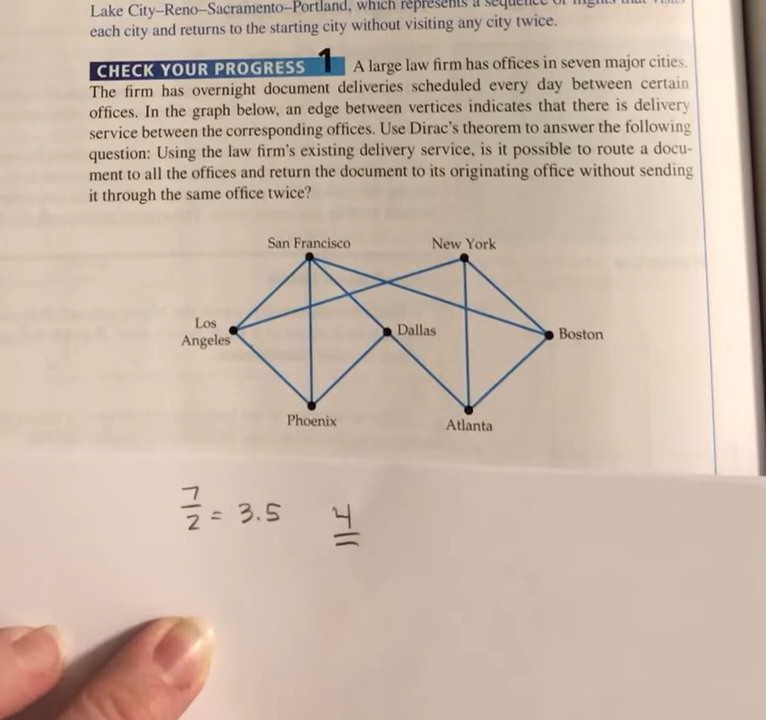 Lake City–Reno–Sacramento–Portland, which represents a sequence of flights that visits
each city and returns to the starting city without visiting any city twice.
CHECK YOUR PROGRESS 1 A large law firm has offices in seven major cities.
The firm has overnight document deliveries scheduled every day between certain
offices. In the graph below, an edge between vertices indicates that there is delivery
service between the corresponding offices. Use Dirac's theorem to answer the following
question: Using the law firm's existing delivery service, is it possible to route a docu-
ment to all the offices and return the document to its originating office without sending
it through the same office twice?
San Francisco New York
Los
Angeles
Dallas
Boston
Phoenix
Atlanta
7/2 = 3.5 4